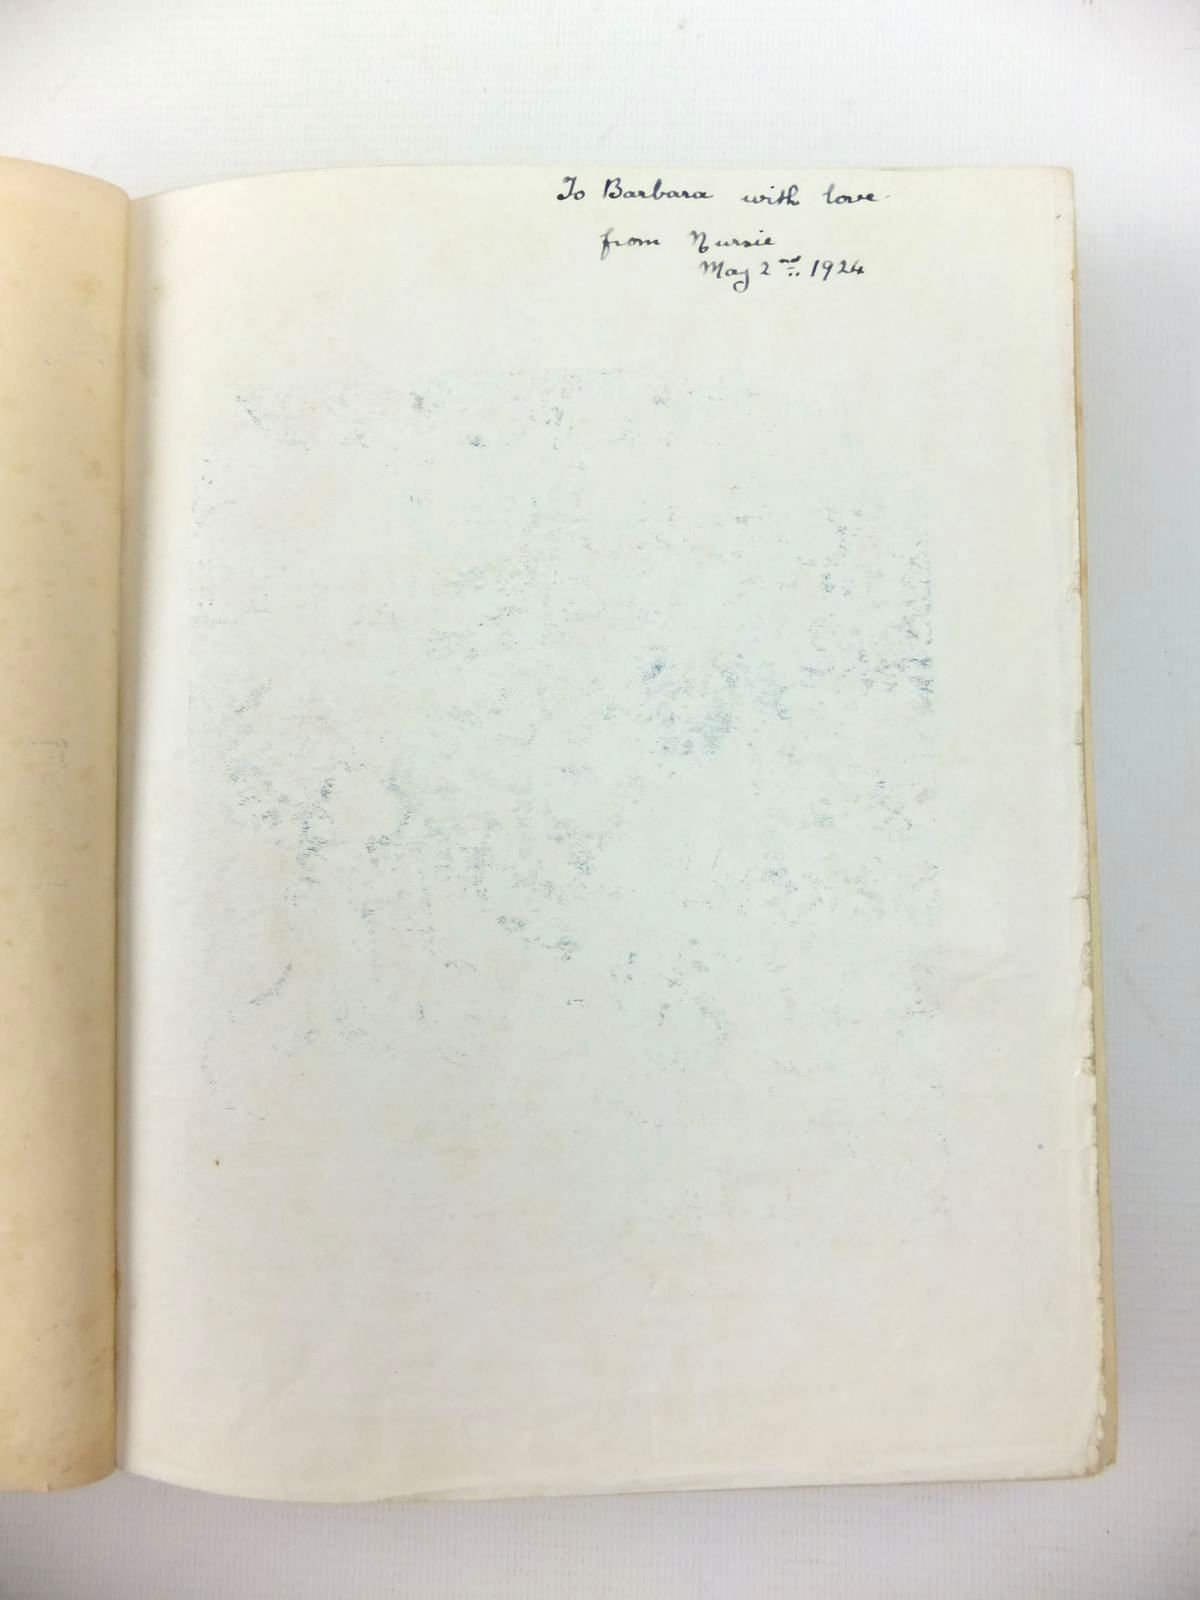 To Barbara with love.
from Nursie
May 2nd. 1924